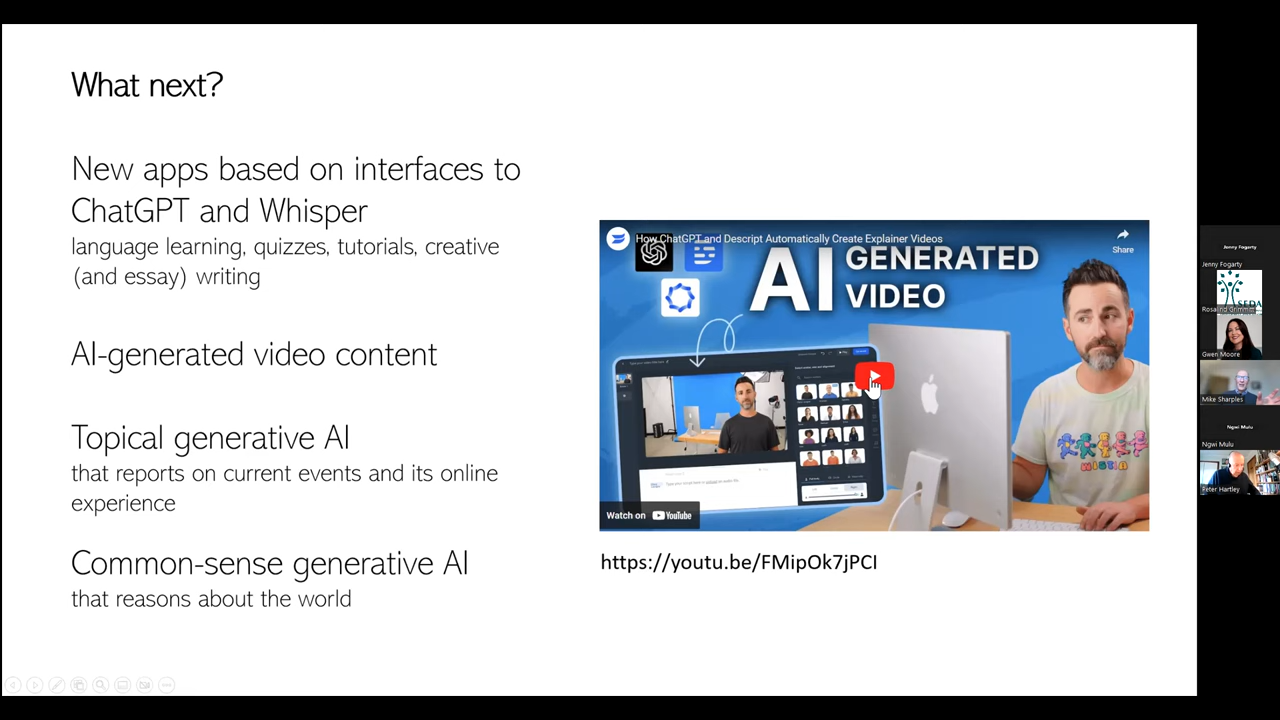 What next?
New apps based on interfaces to
ChatGPT and Whisper
language learning, quizzes, tutorials, creative
(and essay) writing
AI-generated video content
Topical generative AI
that reports on current events and its online
experience
Common-sense generative AI
that reasons about the world
How ChatGPT and Descript Automatically Create Explainer Videos
Share
AI GENERATED
VIDEO
WISTIA
Watch on YouTube
https://youtu.be/FMipOk7jPCI
Jenny Fogarty
Jenny Fogarty
SEDA
Rosalind Grimmitt
Gwen Moore
Mike Sharples
Ngwi Mulu
Ngwi Mulu
Peter Hartley